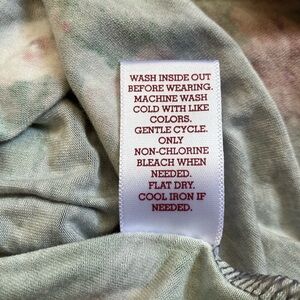 WASH INSIDE OUT
BEFORE WEARING.
MACHINE WASH
COLD WITH LIKE
COLORS.
GENTLE CYCLE.
ONLY
NON-CHLORINE
BLEACH WHEN
NEEDED.
FLAT DRY.
COOL IRON IF
NEEDED.